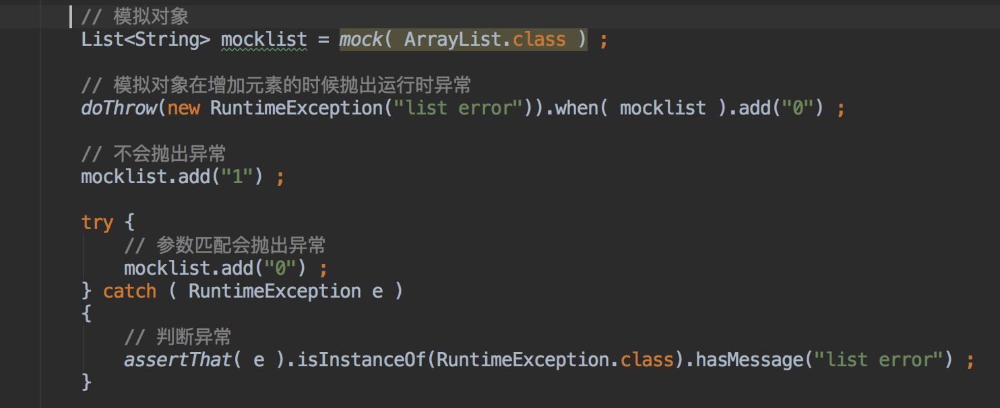 // 模拟对象
List<String> mocklist = mock( ArrayList.class ) ;
// 模拟对象在增加元素的时候抛出运行时异常
doThrow(new RuntimeException("list error")).when( mocklist ).add("0") ;
// 不会抛出异常
mocklist.add("1") ;
try {
// 参数匹配会抛出异常
mocklist.add("0") ;
} catch ( RuntimeException e )
{
// 判断异常
assertThat( e ).isInstanceOf(RuntimeException.class).hasMessage("list error") ;
}